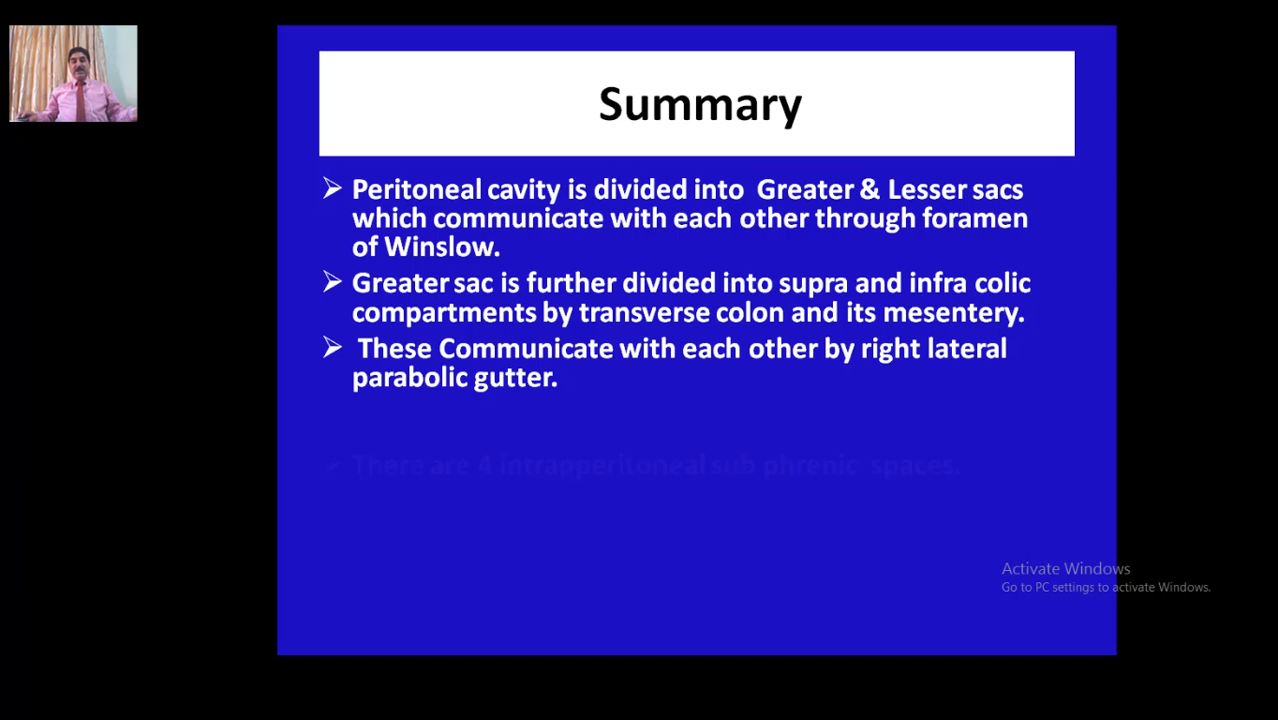 Summary
➢ Peritoneal cavity is divided into Greater & Lesser sacs
which communicate with each other through foramen
of Winslow.
➢ Greater sac is further divided into supra and infra colic
compartments by transverse colon and its mesentery.
➢ These Communicate with each other by right lateral
parabolic gutter.
There are 4 intrapperitoneal sub phrenic spaces.
Activate Windows
Go to PC settings to activate Windows.